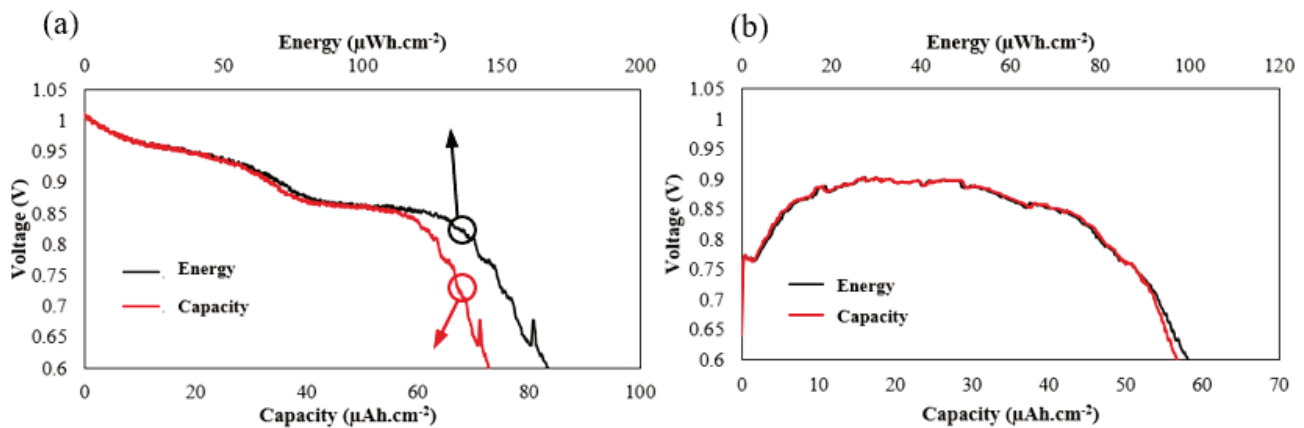 (a)
Energy (µWh.cm-2)
0 50 100 150 200
1.05
1
0.95
0.9
0.85
0.8
0.75
0.7
0.65
0.6
Voltage (V)
Energy
Capacity
0 20 40 60 80 100
Capacity (µAh.cm-2)
(b)
Energy (µWh.cm-2)
0 20 40 60 80 100 120
1.05
1
0.95
0.9
0.85
0.8
0.75
0.7
0.65
0.6
Voltage (V)
Energy
Capacity
0 10 20 30 40 50 60 70
Capacity (µAh.cm-2)